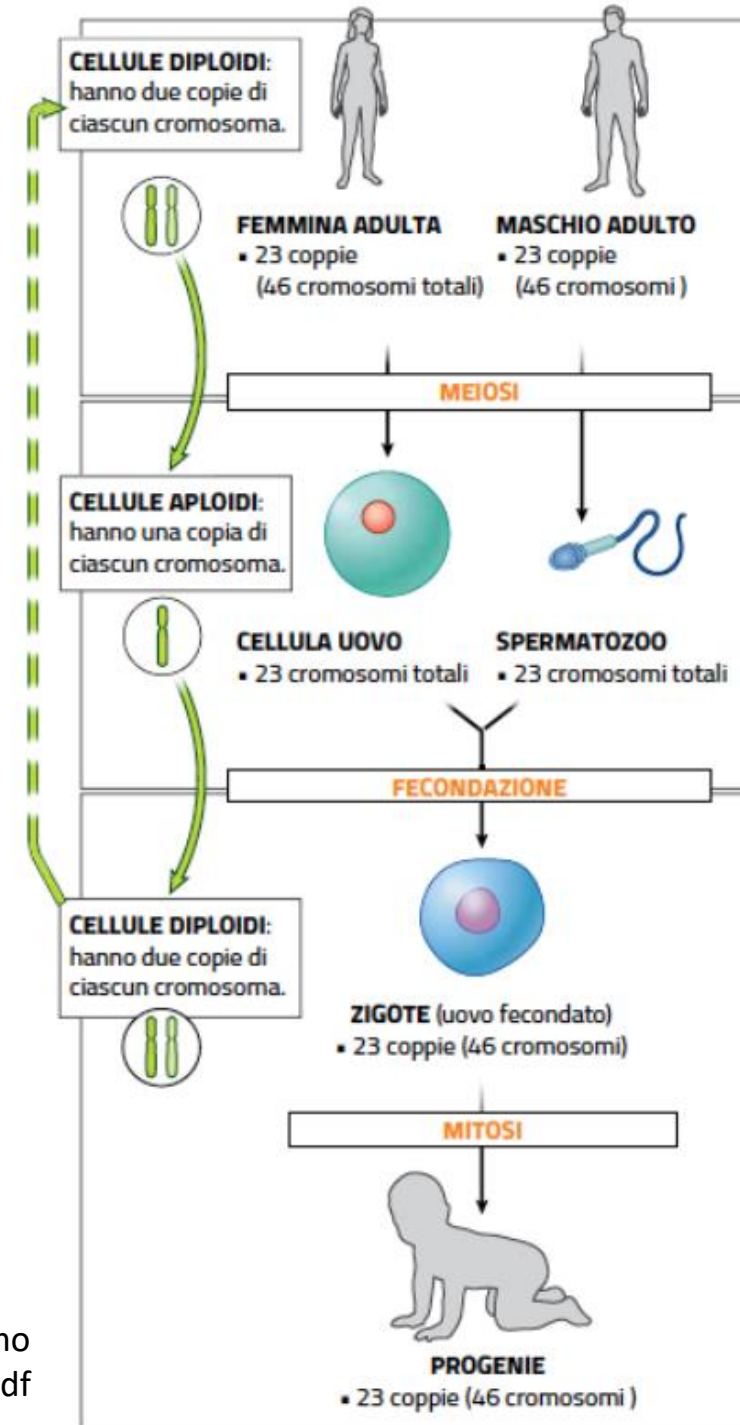 CELLULE DIPLOIDI:
hanno due copie di
ciascun cromosoma.
FEMMINA ADULTA
▪ 23 coppie
(46 cromosomi totali)
MASCHIO ADULTO
▪ 23 coppie
(46 cromosomi )
MEIOSI
CELLULE APLOIDI:
hanno una copia di
ciascun cromosoma.
CELLULA UOVO
▪ 23 cromosomi totali
SPERMATOZOO
▪ 23 cromosomi totali
FECONDAZIONE
CELLULE DIPLOIDI:
hanno due copie di
ciascun cromosoma.
ZIGOTE (uovo fecondato)
▪ 23 coppie (46 cromosomi)
MITOSI
PROGENIE
▪ 23 coppie (46 cromosomi )